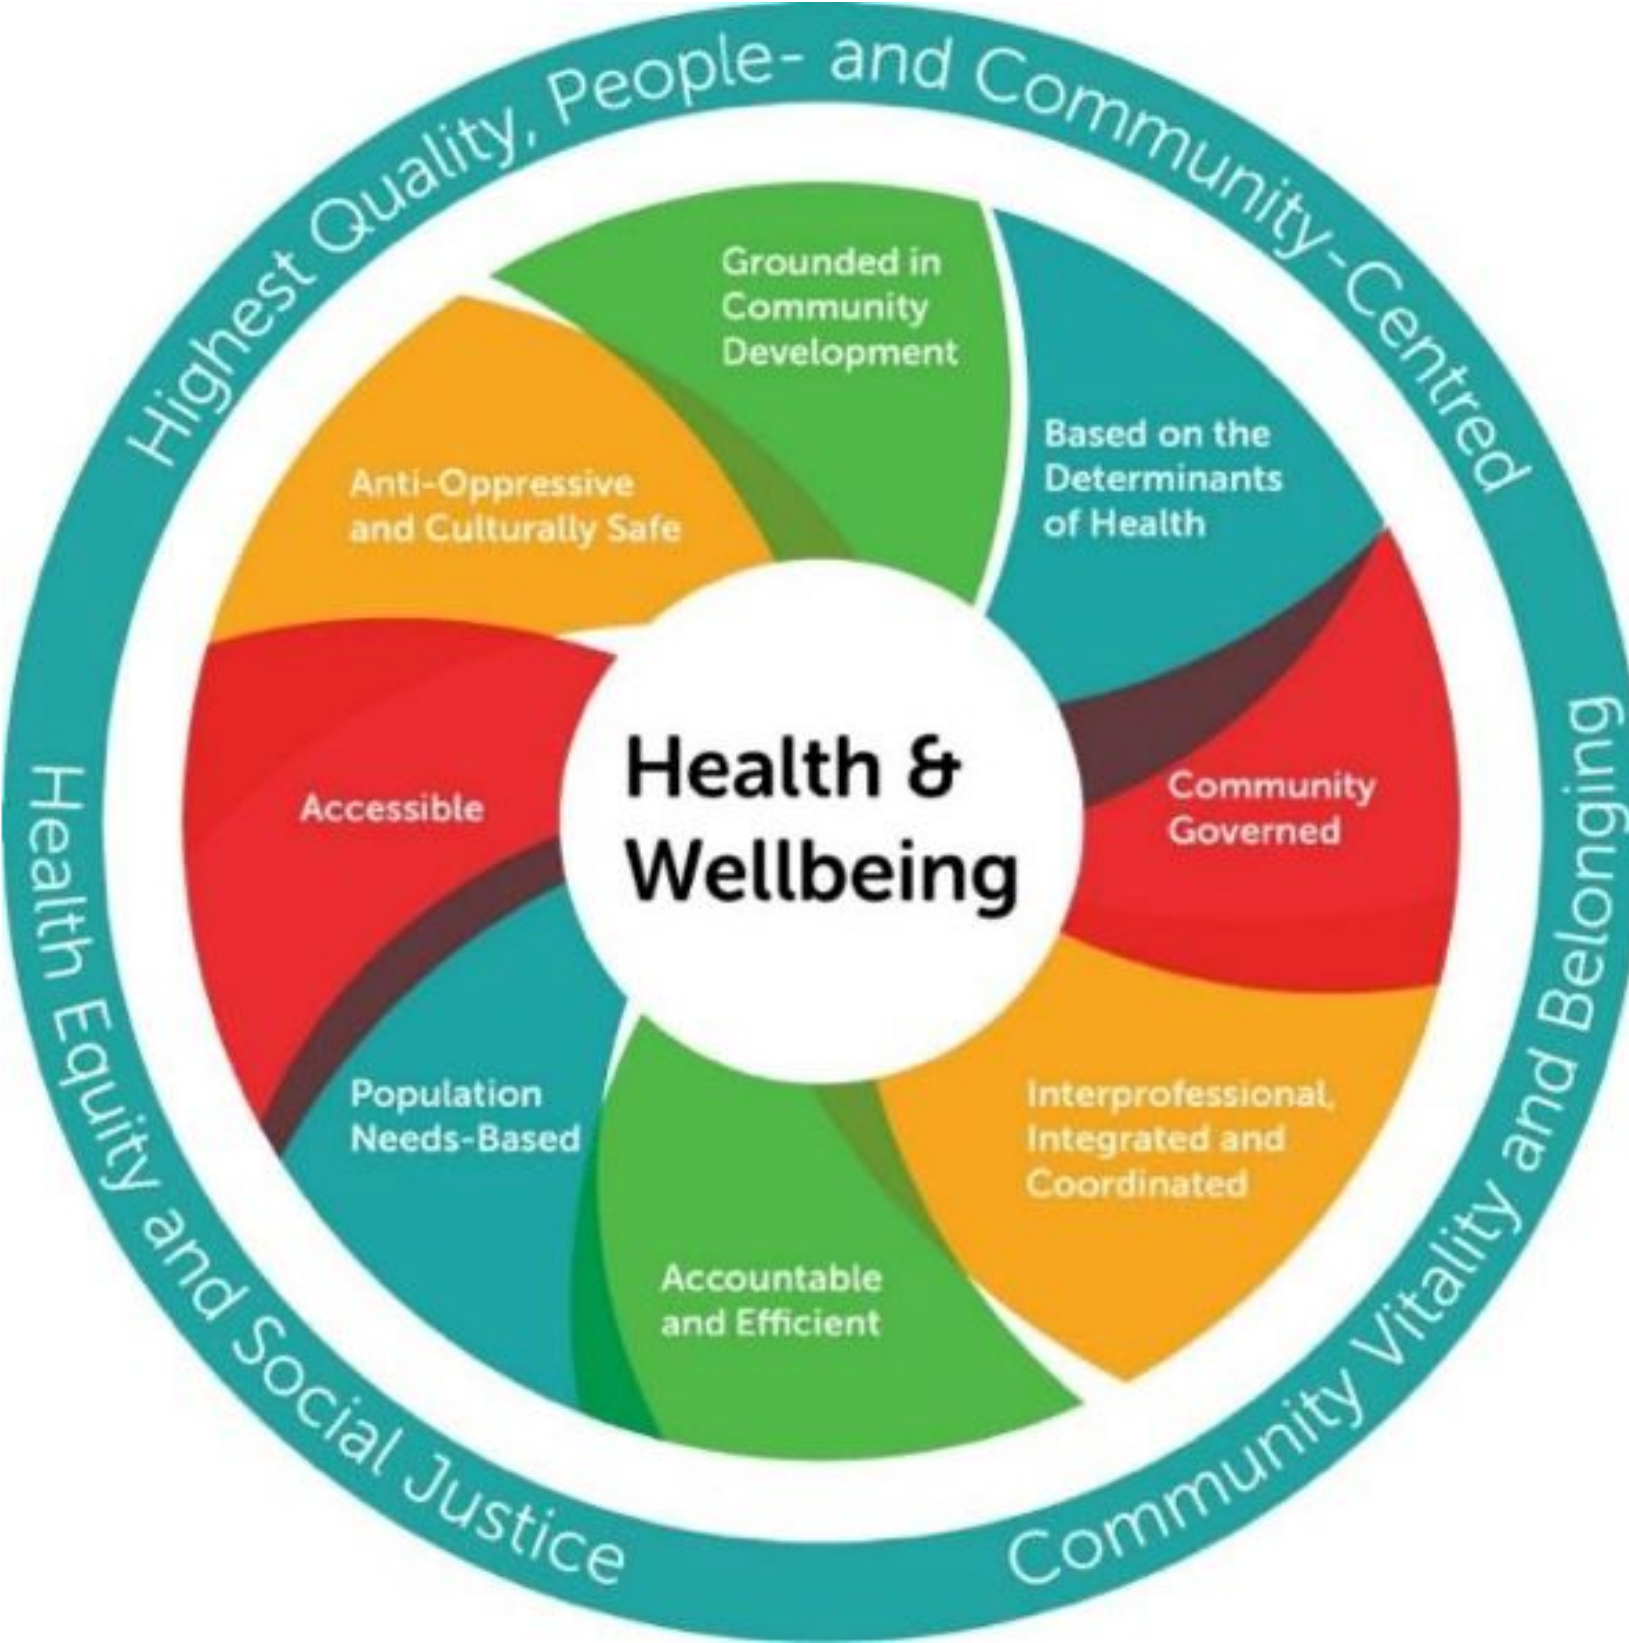 Highest Quality, People- and Community-Centred
Grounded in
Community
Development
Based on the
Determinants
of Health
Anti-Oppressive
and Culturally Safe
Health &
Wellbeing
Community
Governed
Accessible
Population
Needs-Based
Interprofessional,
Integrated and
Coordinated
Accountable
and Efficient
Health Equity and Social Justice
Community Vitality and Belonging